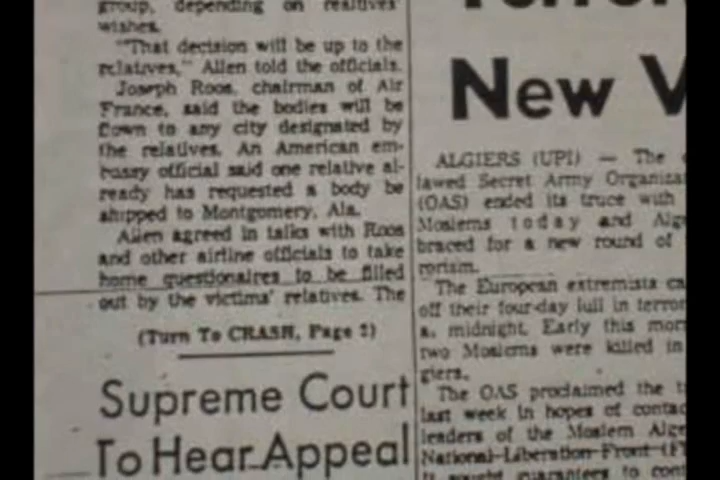 group, depending on realtives'
wishes.
"That decision will be up to the
relatives," Allen told the officials.
Joseph Roos, chairman of Air
France, said the bodies will be
flown to any city designated by
the relatives. An American em-
bassy official said one relative al-
ready has requested a body be
shipped to Montgomery, Ala.
Allen agreed in talks with Roos
and other airline officials to take
home questionaires to be filled
out by the victims' relatives. The
(Turn To CRASH, Page 2)
Supreme Court
To Hear Appeal
New V
ALGIERS (UPI) — The
lawed Secret Army Organiza
(OAS) ended its truce with
Moslems today and Alg
braced for a new round of
rorism.
The European extremists ca
off their four-day lull in terror
a. midnight. Early this mor
two Moslems were killed in
giers.
The OAS proclaimed the t
last week in hopes of contac
leaders of the Moslem Alge
National Liberation Front (F
It sought guarantees to cont